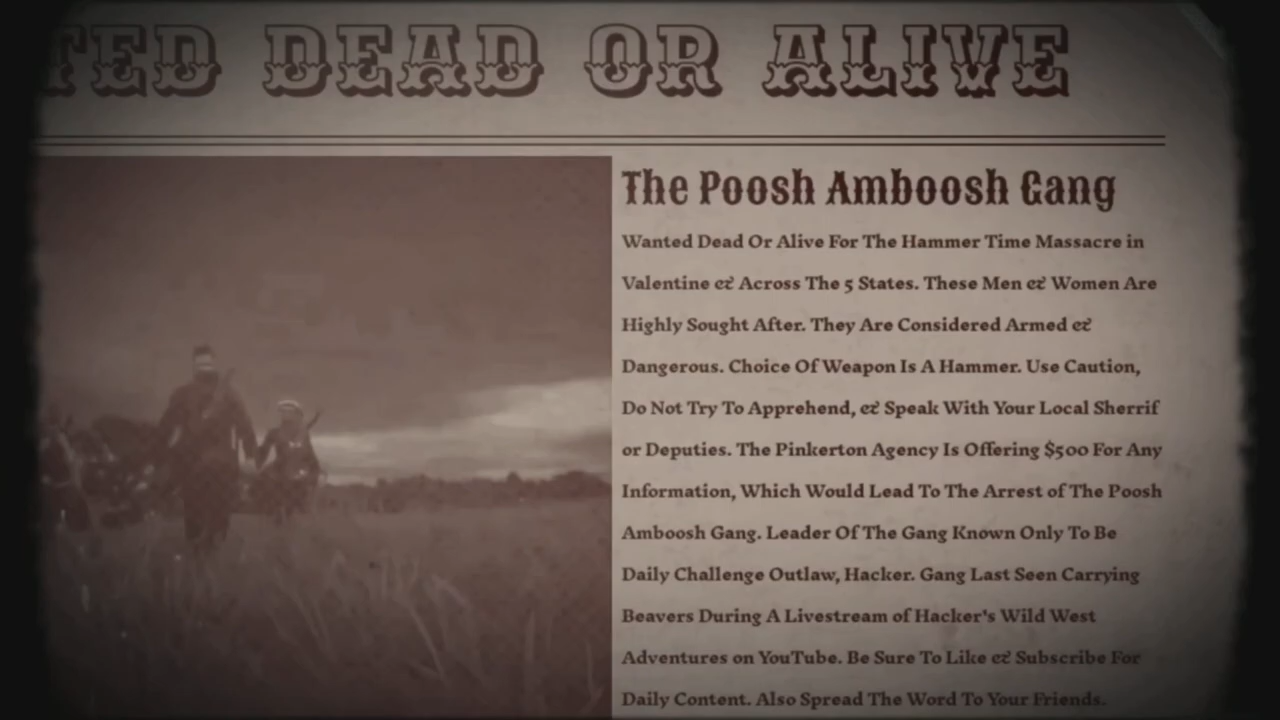 TED DEAD OR ALIVE
The Poosh Amboosh Gang
Wanted Dead Or Alive For The Hammer Time Massacre in
Valentine & Across The 5 States. These Men & Women Are
Highly Sought After. They Are Considered Armed &
Dangerous. Choice Of Weapon Is A Hammer. Use Caution,
Do Not Try To Apprehend, & Speak With Your Local Sherrif
or Deputies. The Pinkerton Agency Is Offering $500 For Any
Information, Which Would Lead To The Arrest of The Poosh
Amboosh Gang. Leader Of The Gang Known Only To Be
Daily Challenge Outlaw, Hacker. Gang Last Seen Carrying
Beavers During A Livestream of Hacker's Wild West
Adventures on YouTube. Be Sure To Like & Subscribe For
Daily Content. Also Spread The Word To Your Friends.